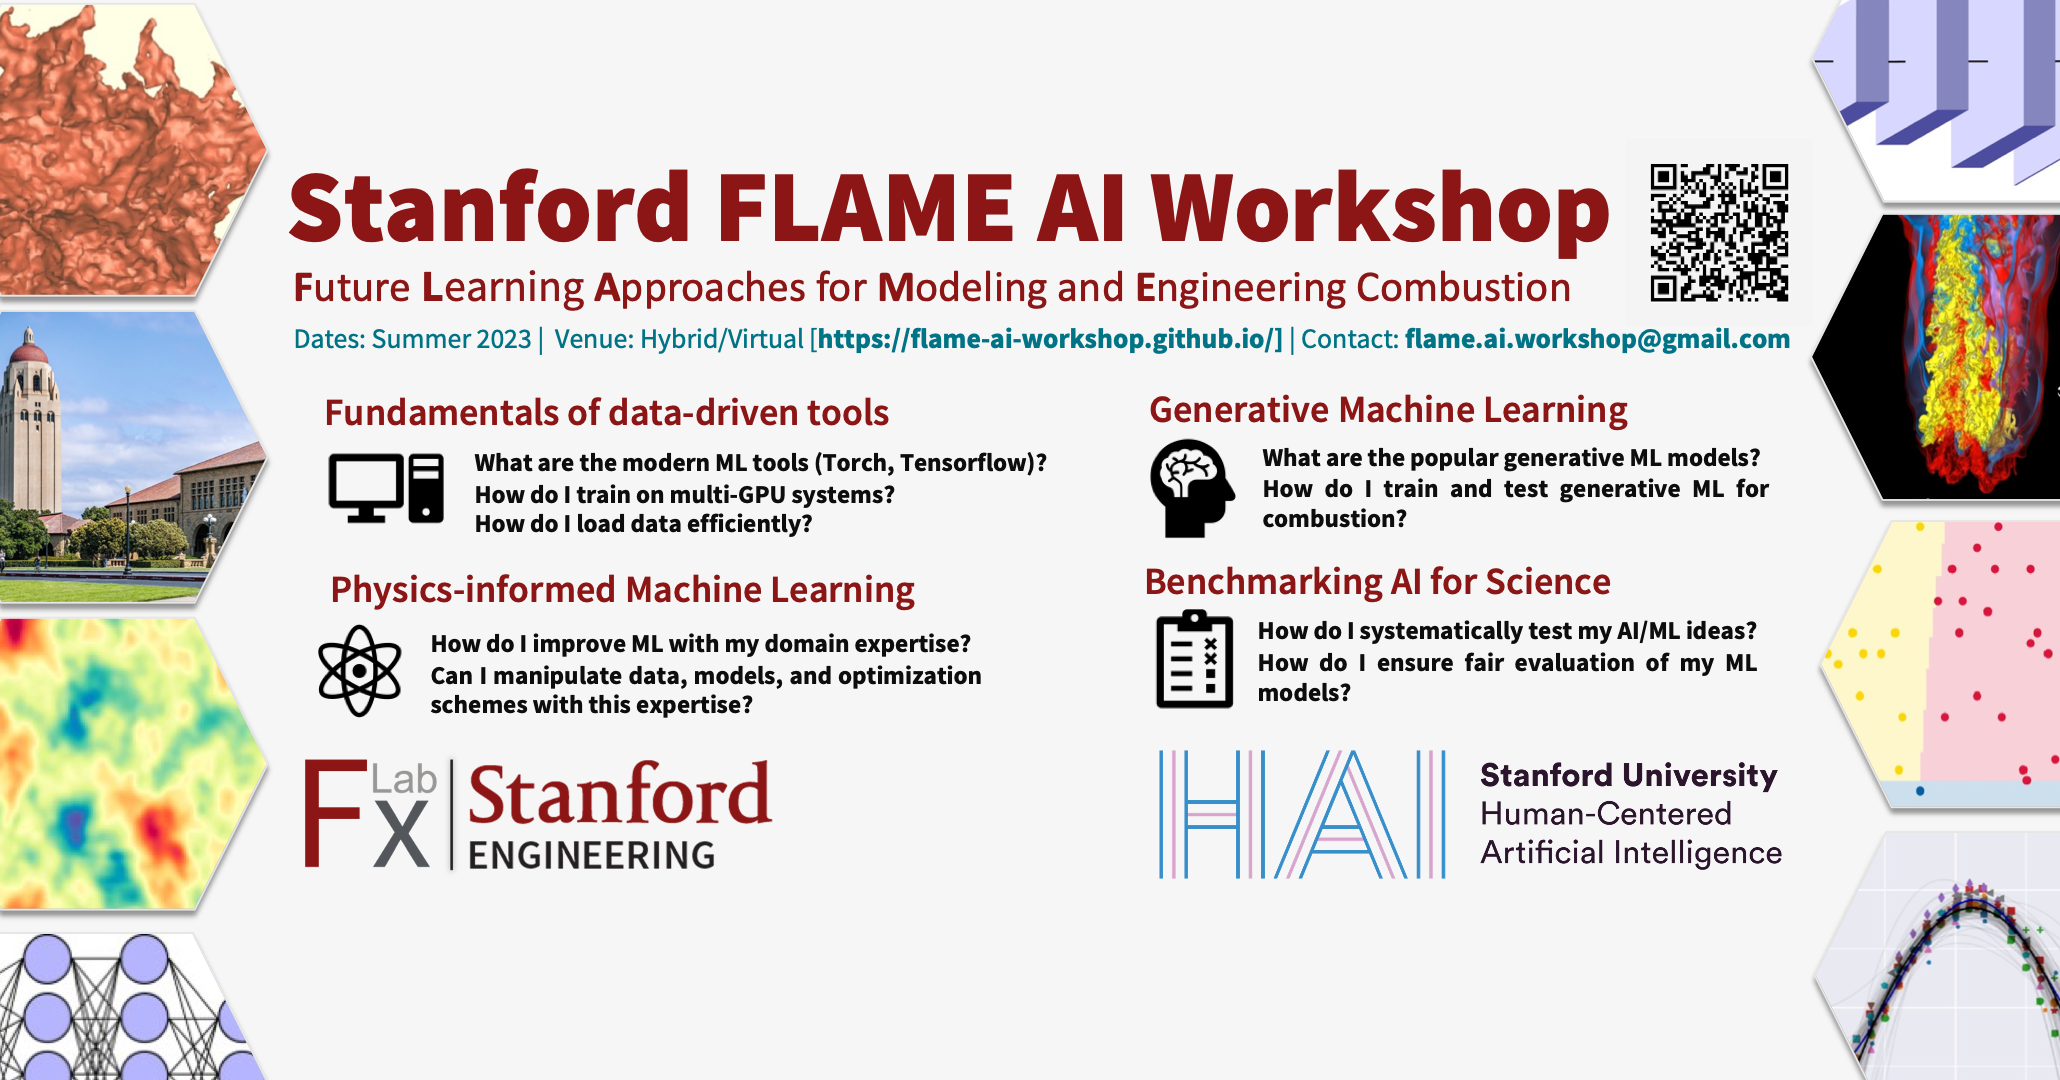 Stanford FLAME AI Workshop
Future Learning Approaches for Modeling and Engineering Combustion
Dates: Summer 2023 | Venue: Hybrid/Virtual [https://flame-ai-workshop.github.io/] | Contact: flame.ai.workshop@gmail.com
Fundamentals of data-driven tools
What are the modern ML tools (Torch, Tensorflow)?
How do I train on multi-GPU systems?
How do I load data efficiently?
Generative Machine Learning
What are the popular generative ML models?
How do I train and test generative ML for
combustion?
Physics-informed Machine Learning
How do I improve ML with my domain expertise?
Can I manipulate data, models, and optimization
schemes with this expertise?
Benchmarking AI for Science
How do I systematically test my AI/ML ideas?
How do I ensure fair evaluation of my ML
models?
Fx Lab
Stanford
ENGINEERING
HAI
Stanford University
Human-Centered
Artificial Intelligence